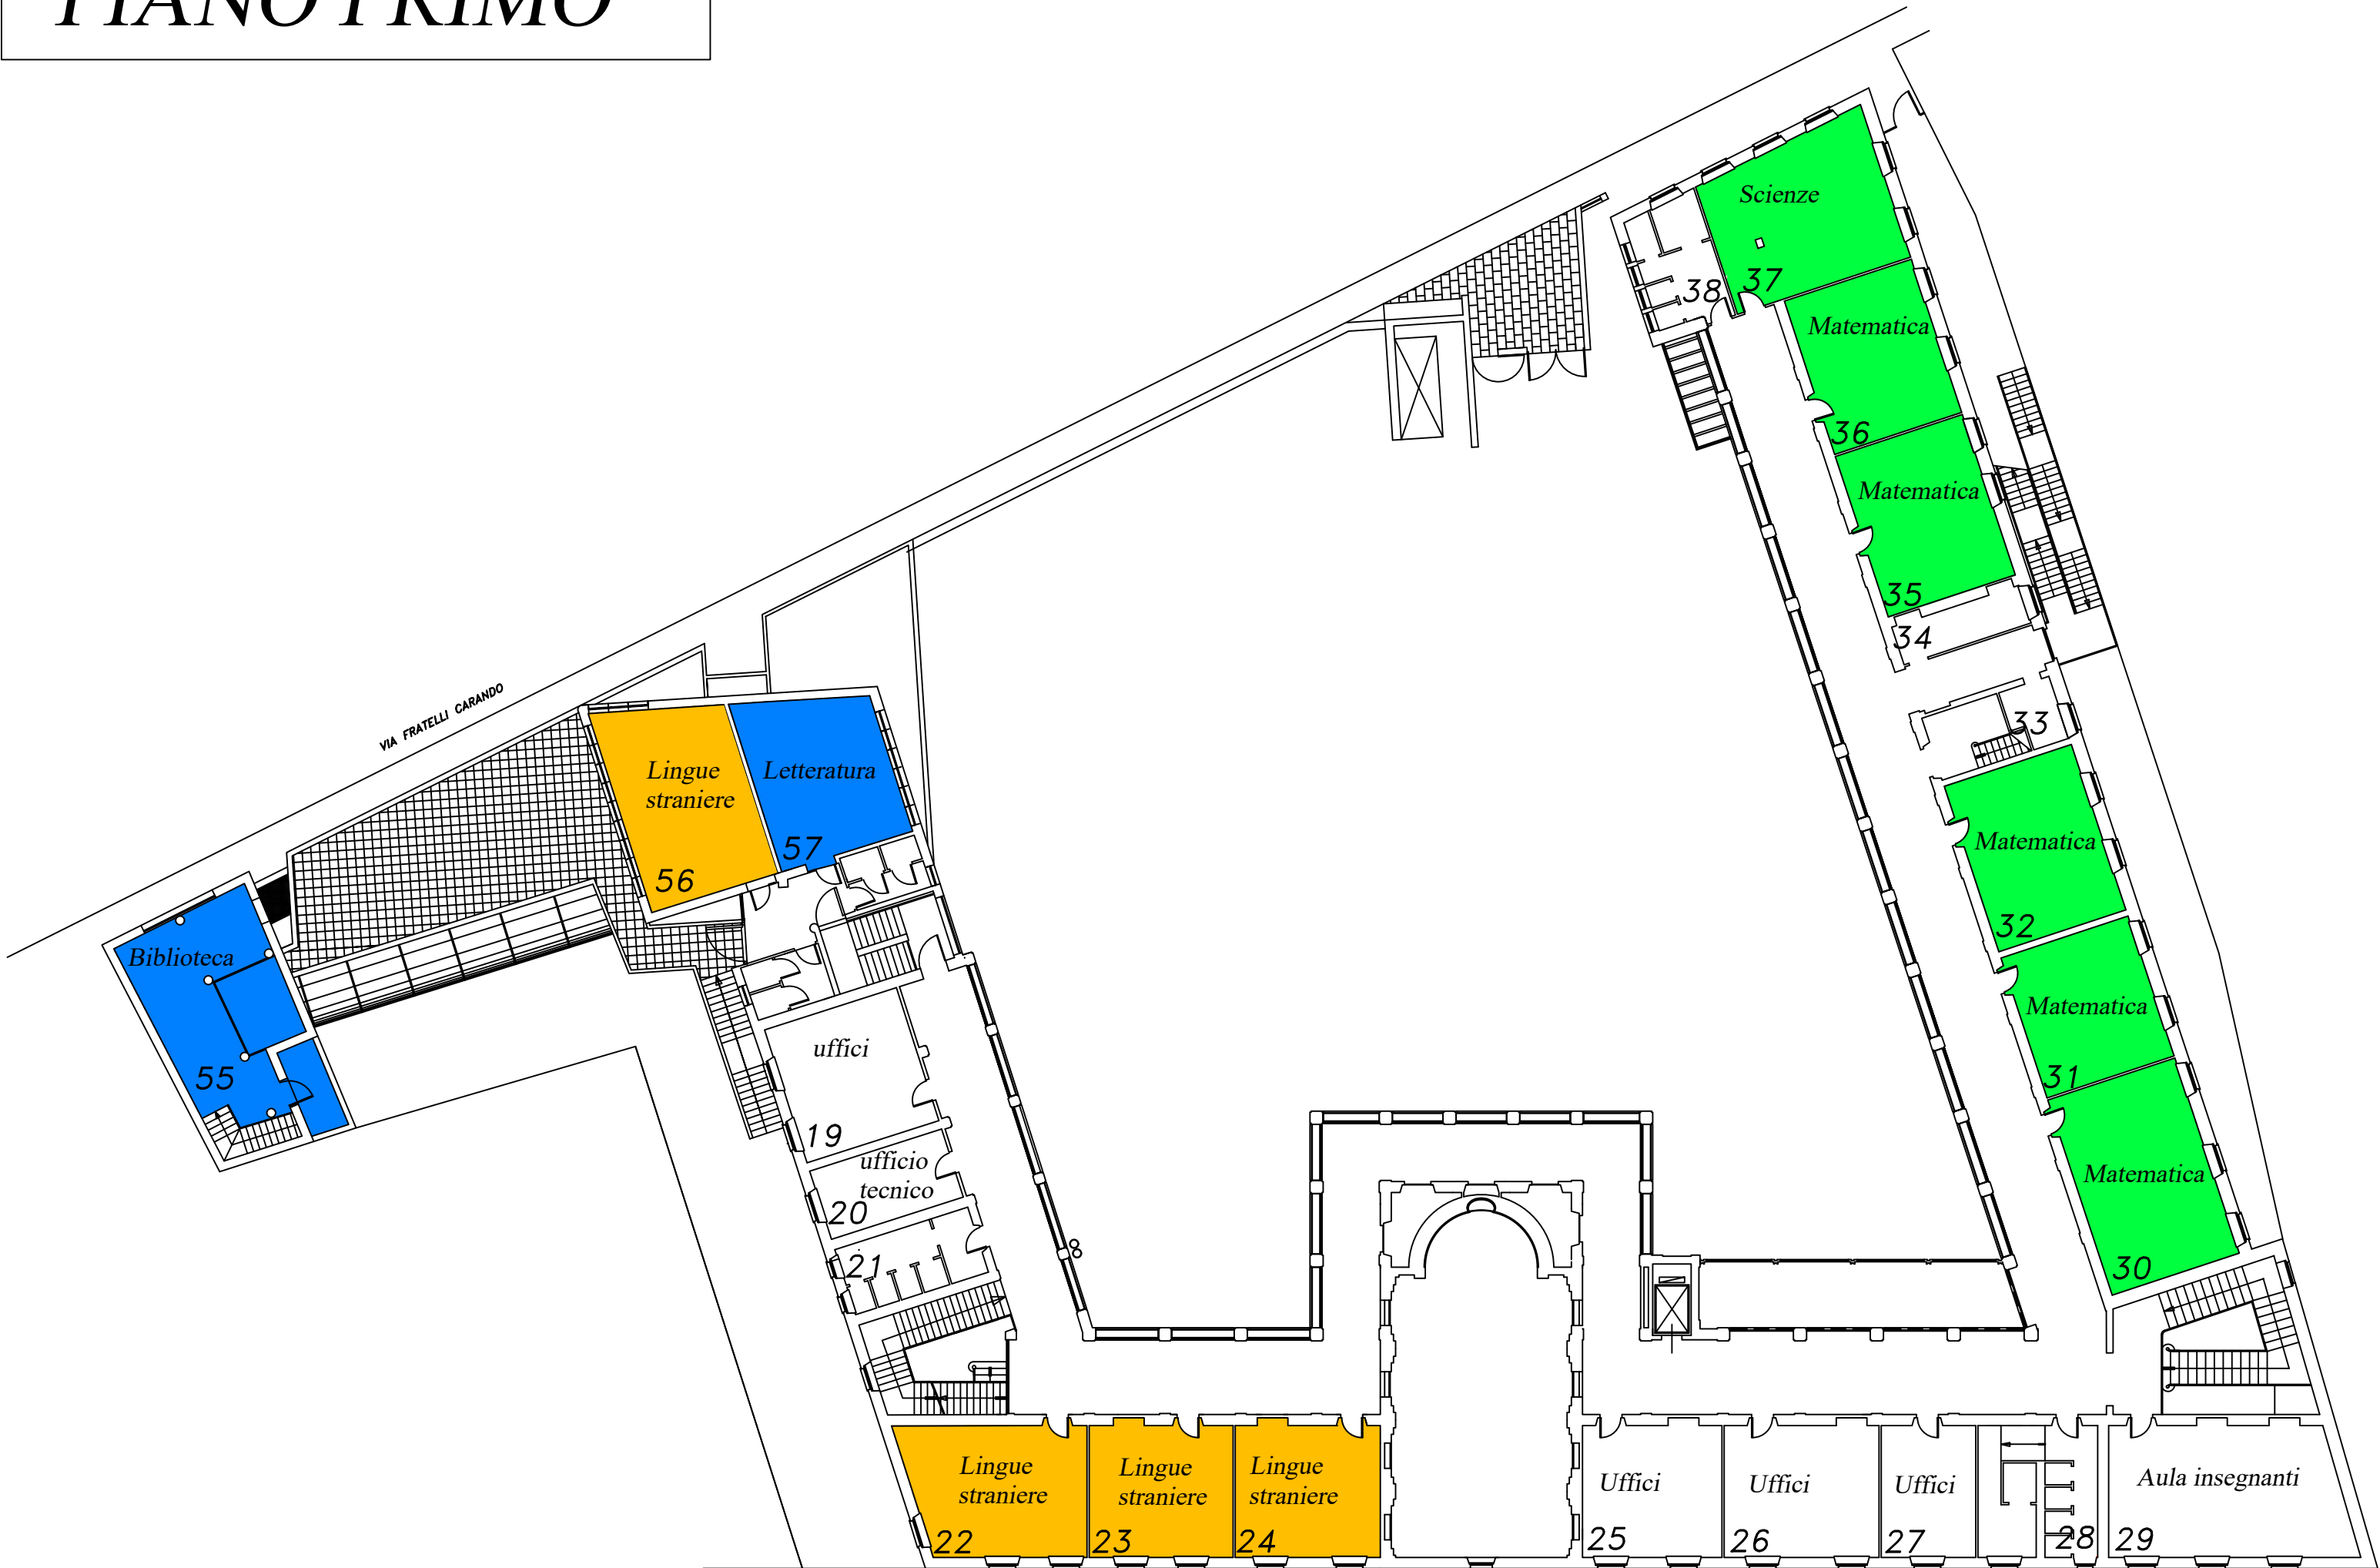 PIANO PRIMO
Scienze
37
38
Matematica
36
Matematica
35
34
33
VIA FRATELLI CARANDO
Lingue
straniere
56
Letteratura
57
Biblioteca
55
Matematica
32
Matematica
31
Matematica
30
uffici
19
ufficio
tecnico
20
21
Lingue
straniere
22
Lingue
straniere
23
Lingue
straniere
24
Uffici
25
Uffici
26
Uffici
27
28
Aula insegnanti
29